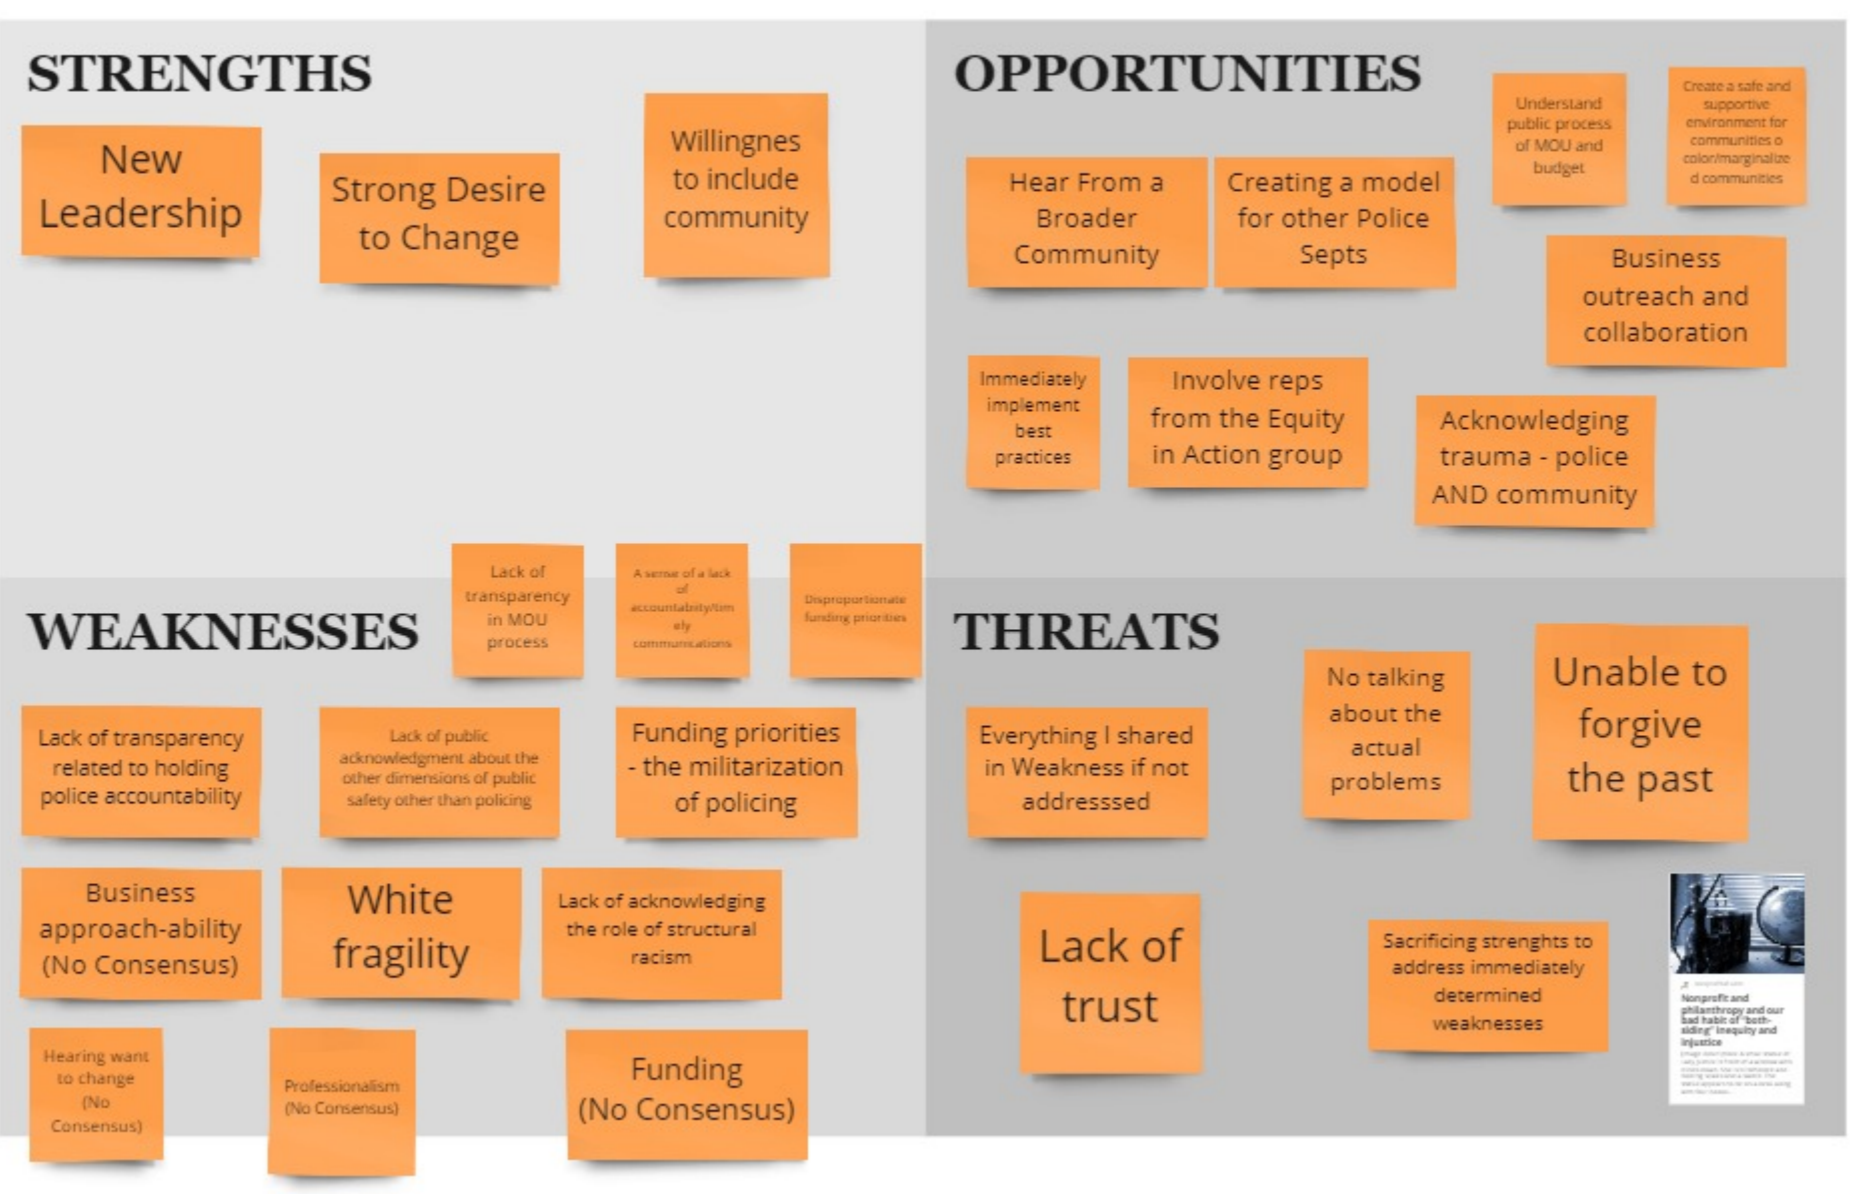 STRENGTHS
New
Leadership
Strong Desire
to Change
Willingnes
to include
community
OPPORTUNITIES
Hear From a
Broader
Community
Creating a model
for other Police
Septs
Understand
public process
of MOU and
budget
Create a safe and
supportive
environment for
communities o
color/marginalize
d communities
Business
outreach and
collaboration
Immediately
implement
best
practices
Involve reps
from the Equity
in Action group
Acknowledging
trauma - police
AND community
WEAKNESSES
Lack of
transparency
in MOU
process
A sense of a lack
of
accountabiity/tim
ely
communications
Disproportionate
funding priorities
Lack of transparency
related to holding
police accountability
Lack of public
acknowledgment about the
other dimensions of public
safety other than policing
Funding priorities
- the militarization
of policing
Business
approach-ability
(No Consensus)
White
fragility
Lack of acknowledging
the role of structural
racism
Hearing want
to change
(No
Consensus)
Professionalism
(No Consensus)
Funding
(No Consensus)
THREATS
Everything I shared
in Weakness if not
addresssed
No talking
about the
actual
problems
Unable to
forgive
the past
Lack of
trust
Sacrificing strenghts to
address immediately
determined
weaknesses
Nonprofit and
philanthropy and our
bad habit of "both-
siding" inequity and
injustice